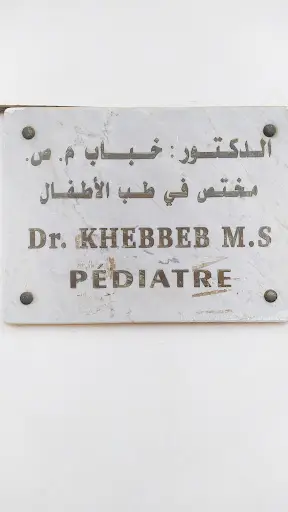 الدكتور : خباب م. ص.
مختص في طب الأطفال
Dr. KHEBBEB M.S
PÉDIATRE